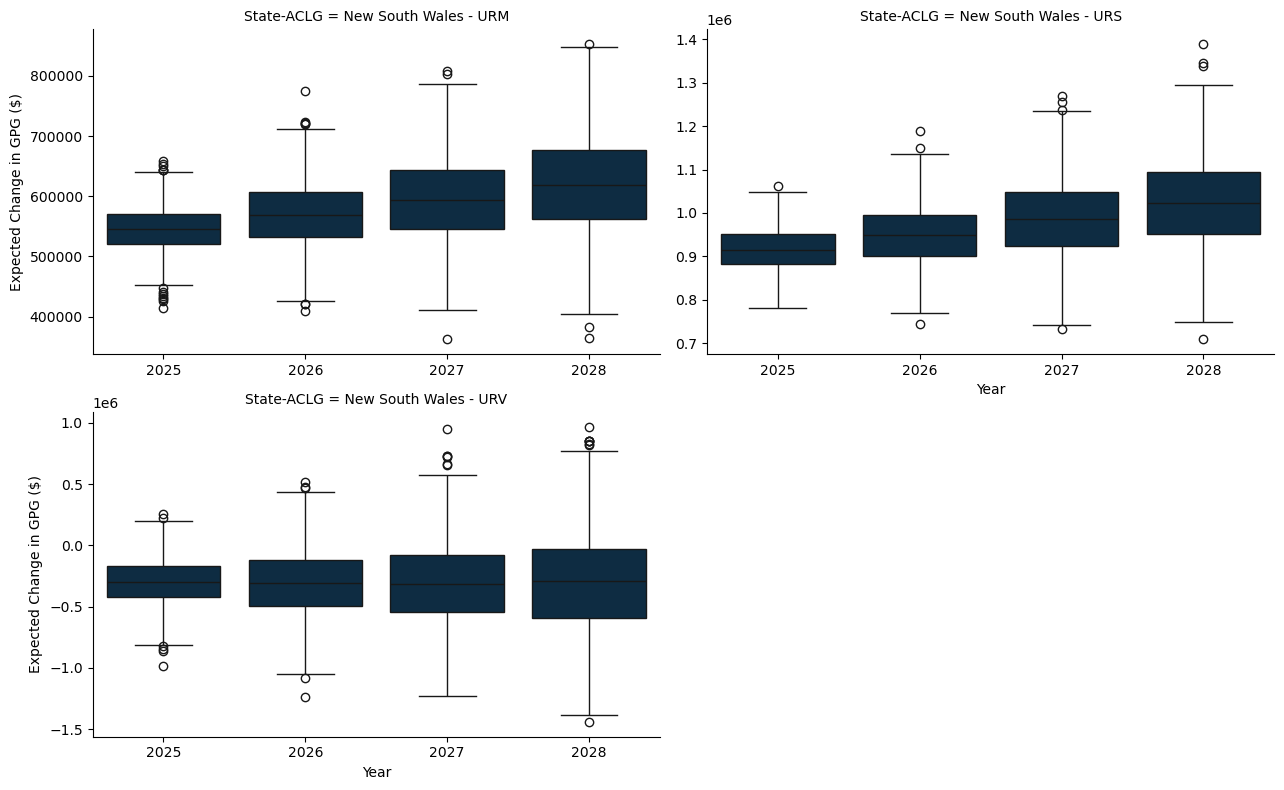 State-ACLG = New South Wales - URM
Expected Change in GPG ($)
800000
700000
600000
500000
400000
2025 2026 2027 2028
State-ACLG = New South Wales - URS
1e6
1.4
1.3
1.2
1.1
1.0
0.9
0.8
0.7
2025 2026 2027 2028
Year
State-ACLG = New South Wales - URV
1e6
Expected Change in GPG ($)
1.0
0.5
0.0
−0.5
−1.0
−1.5
2025 2026 2027 2028
Year